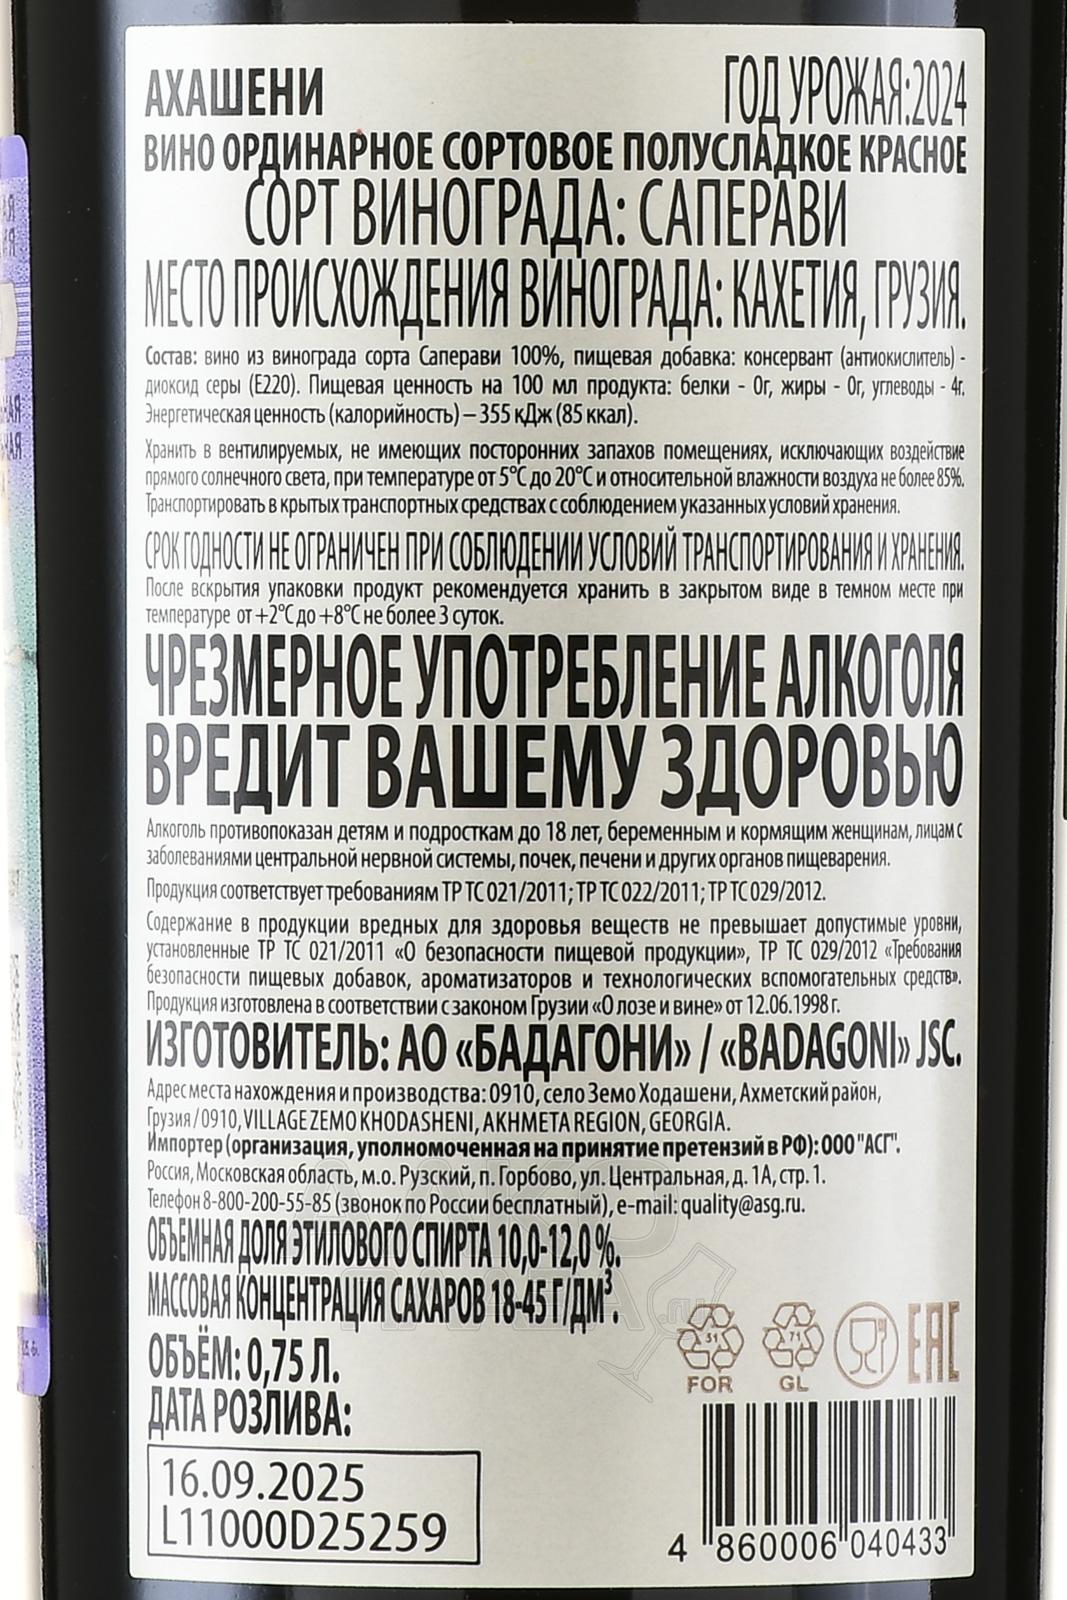 АХАШЕНИ
ГОД УРОЖАЯ:2024
ВИНО ОРДИНАРНОЕ СОРТОВОЕ ПОЛУСЛАДКОЕ КРАСНОЕ
СОРТ ВИНОГРАДА: САПЕРАВИ
МЕСТО ПРОИСХОЖДЕНИЯ ВИНОГРАДА: КАХЕТИЯ, ГРУЗИЯ.
Состав: вино из винограда сорта Саперави 100%, пищевая добавка: консервант (антиокислитель) -
диоксид серы (Е220). Пищевая ценность на 100 мл продукта: белки - 0г, жиры - 0г, углеводы - 4г.
Энергетическая ценность (калорийность) – 355 кДж (85 ккал).
Хранить в вентилируемых, не имеющих посторонних запахов помещениях, исключающих воздействие
прямого солнечного света, при температуре от 5°С до 20°С и относительной влажности воздуха не более 85%.
Транспортировать в крытых транспортных средствах с соблюдением указанных условий хранения.
СРОК ГОДНОСТИ НЕ ОГРАНИЧЕН ПРИ СОБЛЮДЕНИИ УСЛОВИЙ ТРАНСПОРТИРОВАНИЯ И ХРАНЕНИЯ.
После вскрытия упаковки продукт рекомендуется хранить в закрытом виде в темном месте при
температуре от +2°С до +8°С не более 3 суток.
ЧРЕЗМЕРНОЕ УПОТРЕБЛЕНИЕ АЛКОГОЛЯ
ВРЕДИТ ВАШЕМУ ЗДОРОВЬЮ
Алкоголь противопоказан детям и подросткам до 18 лет, беременным и кормящим женщинам, лицам с
заболеваниями центральной нервной системы, почек, печени и других органов пищеварения.
Продукция соответствует требованиям ТР ТС 021/2011; ТР ТС 022/2011; ТР ТС 029/2012.
Содержание в продукции вредных для здоровья веществ не превышает допустимые уровни,
установленные ТР ТС 021/2011 «О безопасности пищевой продукции», ТР ТС 029/2012 «Требования
безопасности пищевых добавок, ароматизаторов и технологических вспомогательных средств».
Продукция изготовлена в соответствии с законом Грузии «О лозе и вине» от 12.06.1998 г.
ИЗГОТОВИТЕЛЬ: АО «БАДАГОНИ» / «BADAGONI» JSC.
Адрес места нахождения и производства: 0910, село Земо Ходашени, Ахметский район,
Грузия / 0910, VILLAGE ZEMO KHODASHENI, AKHMETA REGION, GEORGIA.
Импортер (организация, уполномоченная на принятие претензий в РФ): ООО "АСГ".
Россия, Московская область, м.о. Рузский, п. Горбово, ул. Центральная, д. 1А, стр. 1.
Телефон 8-800-200-55-85 (звонок по России бесплатный), e-mail: quality@asg.ru.
ОБЪЕМНАЯ ДОЛЯ ЭТИЛОВОГО СПИРТА 10,0-12,0 %.
МАССОВАЯ КОНЦЕНТРАЦИЯ САХАРОВ 18-45 Г/ДМ³.
ОБЪЁМ: 0,75 Л.
ДАТА РОЗЛИВА:
16.09.2025
L11000D25259
51
FOR
71
GL
EAC
4 860006 040433